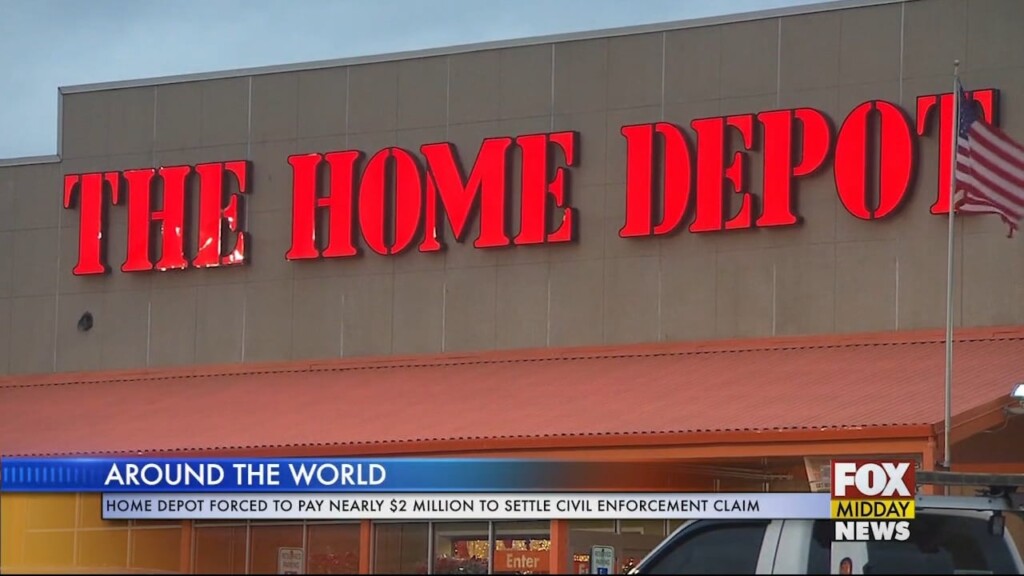 THE HOME DEPOT
AROUND THE WORLD
HOME DEPOT FORCED TO PAY NEARLY $2 MILLION TO SETTLE CIVIL ENFORCEMENT CLAIM
FOX
MIDDAY
NEWS
Enter